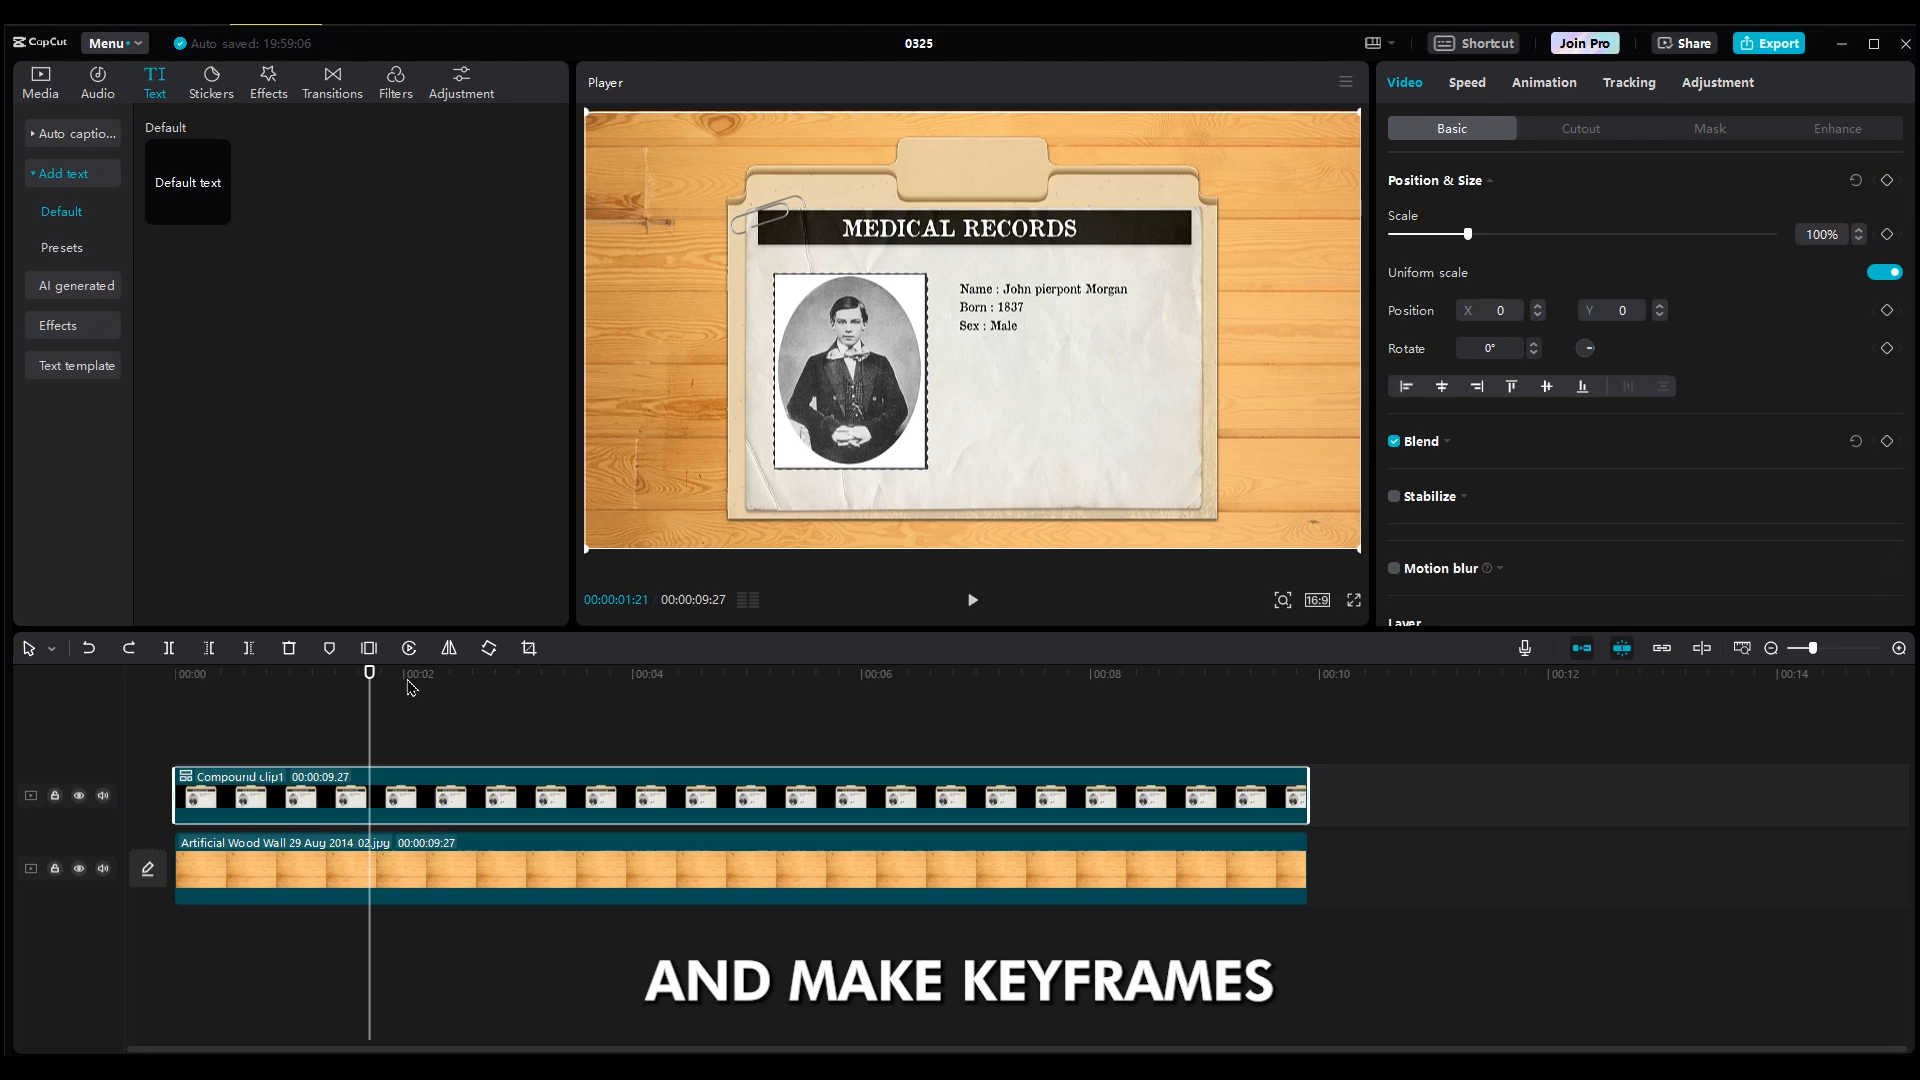 CapCut
Menu
Auto saved: 19:59:06
0325
Shortcut
Join Pro
Share
Export
Media
Audio
TI
Text
Stickers
Effects
Transitions
Filters
Adjustment
Auto captio...
Add text
Default
Presets
AI generated
Effects
Text template
Default
Default text
Player
MEDICAL RECORDS
Name : John pierpont Morgan
Born : 1837
Sex : Male
00:00:01:21
00:00:09:27
16:9
Video
Speed
Animation
Tracking
Adjustment
Basic
Cutout
Mask
Enhance
Position & Size
Scale
100%
Uniform scale
Position
X 0
Y 0
Rotate
0°
Blend
Stabilize
Motion blur
Layer
00:00
00:02
00:04
00:06
00:08
00:10
00:12
00:14
Compound clip1 00:00:09:27
Artificial Wood Wall 29 Aug 2014 02.jpg 00:00:09:27
AND MAKE KEYFRAMES